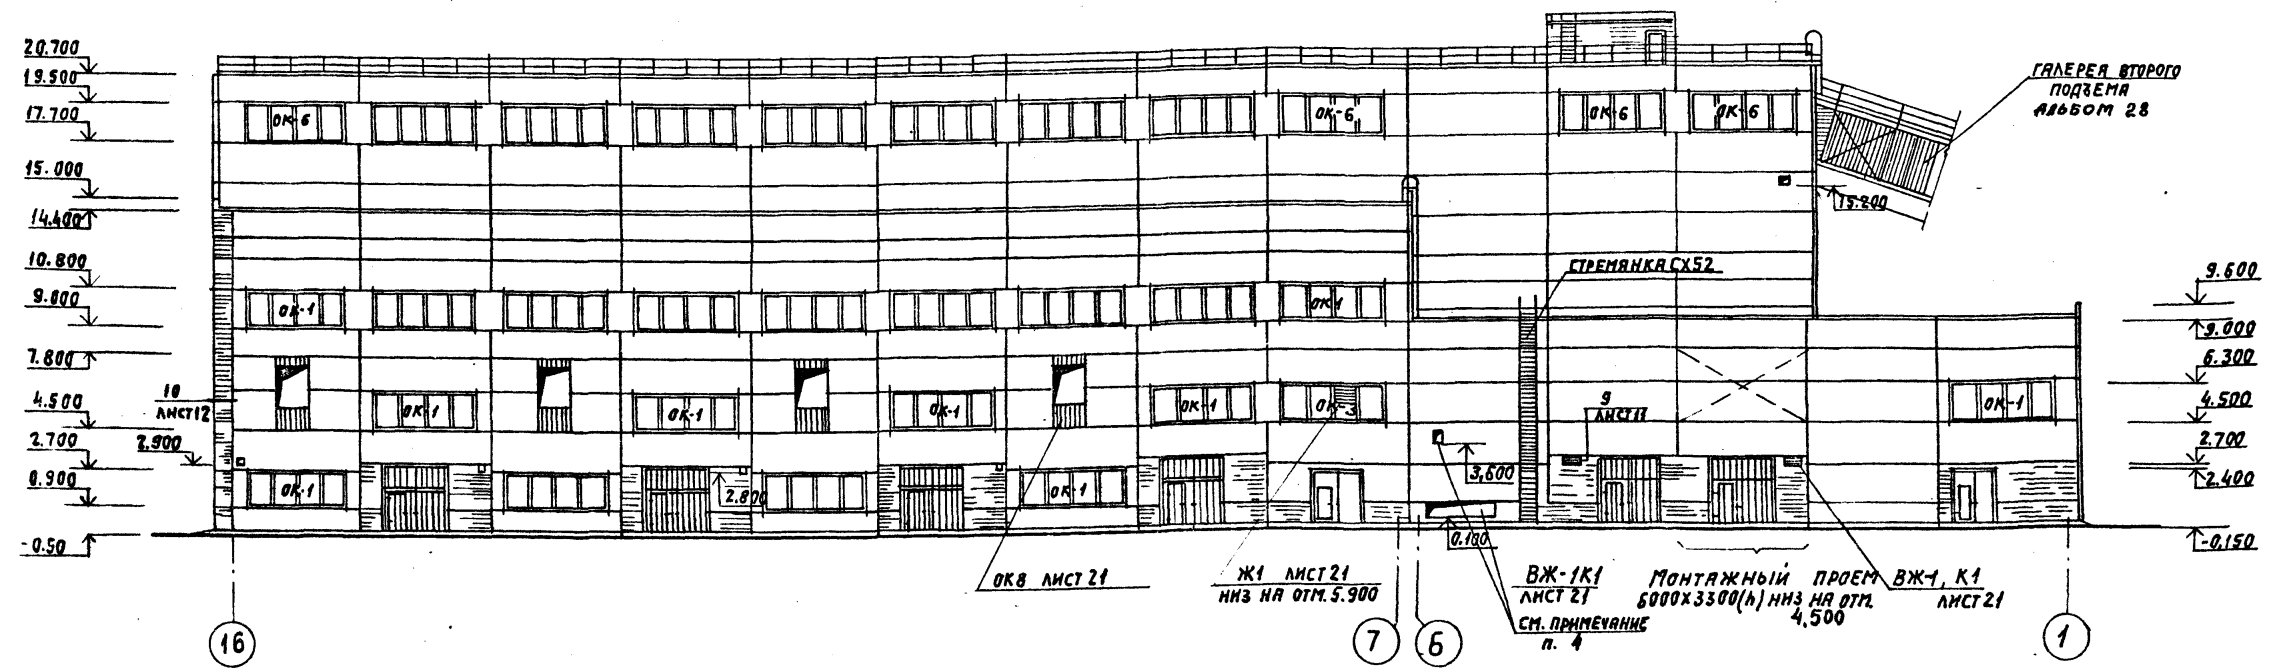 20.700
19.500
17.700
15.000
14.400
10.800
9.000
7.800
4.500
2.700
0.900
-0.50
10
ЛИСТ12
2.900
ОК-6
ОК-6
ОК-6
ОК-6
ГАЛЕРЕЯ ВТОРОГО
ПОДЪЕМА
АЛЬБОМ 28
15.200
СТРЕМЯНКА СХ52
ОК-1
ОК1
9.600
9.000
6.300
4.500
2.700
2.400
-0.150
ОК-1
ОК-1
ОК-1
ОК-1
ОК-3
9
ЛИСТ11
ОК-1
ОК-1
2.800
ОК-1
3,600
0.100
ОК8 ЛИСТ 21
Ж1 ЛИСТ 21
НИЗ НА ОТМ. 5.900
ВЖ-1К1
ЛИСТ 21
СМ. ПРИМЕЧАНИЕ
п. 4
МОНТАЖНЫЙ ПРОЕМ
6000Х3300(h) НИЗ НА ОТМ.
4,500
ВЖ-1, К1
ЛИСТ 21
16
7
6
1